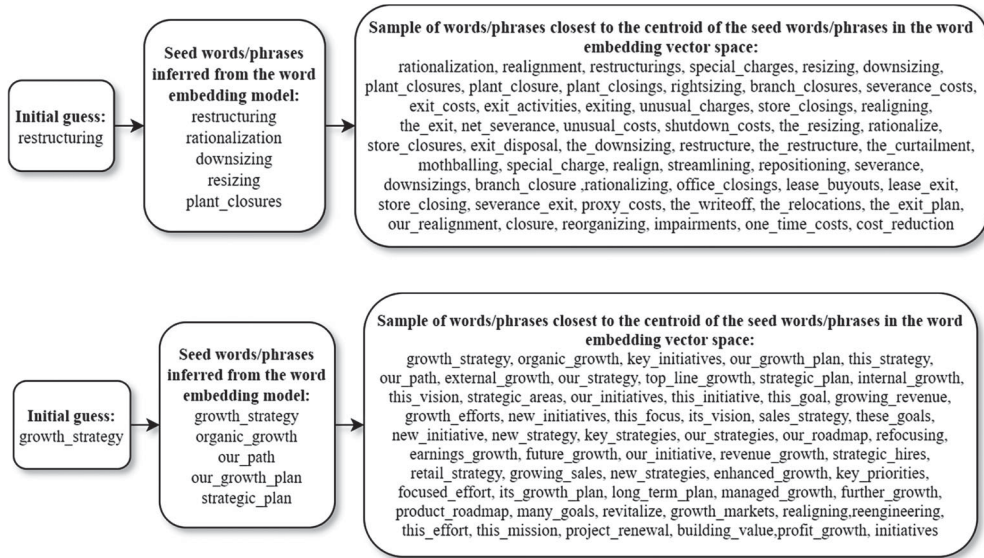 Initial guess:
restructuring
Seed words/phrases
inferred from the word
embedding model:
restructuring
rationalization
downsizing
resizing
plant_closures
Sample of words/phrases closest to the centroid of the seed words/phrases in the word
embedding vector space:
rationalization, realignment, restructurings, special_charges, resizing, downsizing,
plant_closures, plant_closure, plant_closings, rightsizing, branch_closures, severance_costs,
exit_costs, exit_activities, exiting, unusual_charges, store_closings, realigning,
the_exit, net_severance, unusual_costs, shutdown_costs, the_resizing, rationalize,
store_closures, exit_disposal, the_downsizing, restructure, the_restructure, the_curtailment,
mothballing, special_charge, realign, streamlining, repositioning, severance,
downsizings, branch_closure ,rationalizing, office_closings, lease_buyouts, lease_exit,
store_closing, severance_exit, proxy_costs, the_writeoff, the_relocations, the_exit_plan,
our_realignment, closure, reorganizing, impairments, one_time_costs, cost_reduction
Initial guess:
growth_strategy
Seed words/phrases
inferred from the word
embedding model:
growth_strategy
organic_growth
our_path
our_growth_plan
strategic_plan
Sample of words/phrases closest to the centroid of the seed words/phrases in the word
embedding vector space:
growth_strategy, organic_growth, key_initiatives, our_growth_plan, this_strategy,
our_path, external_growth, our_strategy, top_line_growth, strategic_plan, internal_growth,
this_vision, strategic_areas, our_initiatives, this_initiative, this_goal, growing_revenue,
growth_efforts, new_initiatives, this_focus, its_vision, sales_strategy, these_goals,
new_initiative, new_strategy, key_strategies, our_strategies, our_roadmap, refocusing,
earnings_growth, future_growth, our_initiative, revenue_growth, strategic_hires,
retail_strategy, growing_sales, new_strategies, enhanced_growth, key_priorities,
focused_effort, its_growth_plan, long_term_plan, managed_growth, further_growth,
product_roadmap, many_goals, revitalize, growth_markets, realigning,reengineering,
this_effort, this_mission, project_renewal, building_value,profit_growth, initiatives